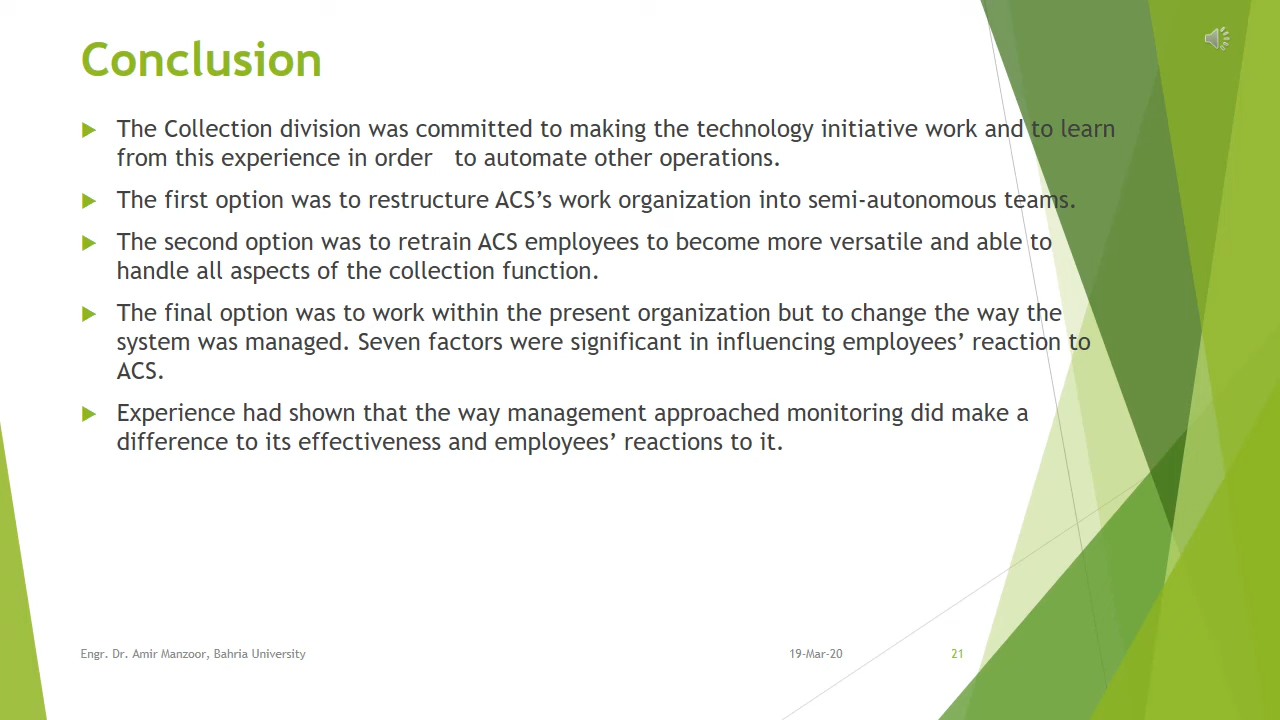 Conclusion
The Collection division was committed to making the technology initiative work and to learn
from this experience in order   to automate other operations.
The first option was to restructure ACS’s work organization into semi-autonomous teams.
The second option was to retrain ACS employees to become more versatile and able to
handle all aspects of the collection function.
The final option was to work within the present organization but to change the way the
system was managed. Seven factors were significant in influencing employees’ reaction to
ACS.
Experience had shown that the way management approached monitoring did make a
difference to its effectiveness and employees’ reactions to it.
Engr. Dr. Amir Manzoor, Bahria University
19-Mar-20
21